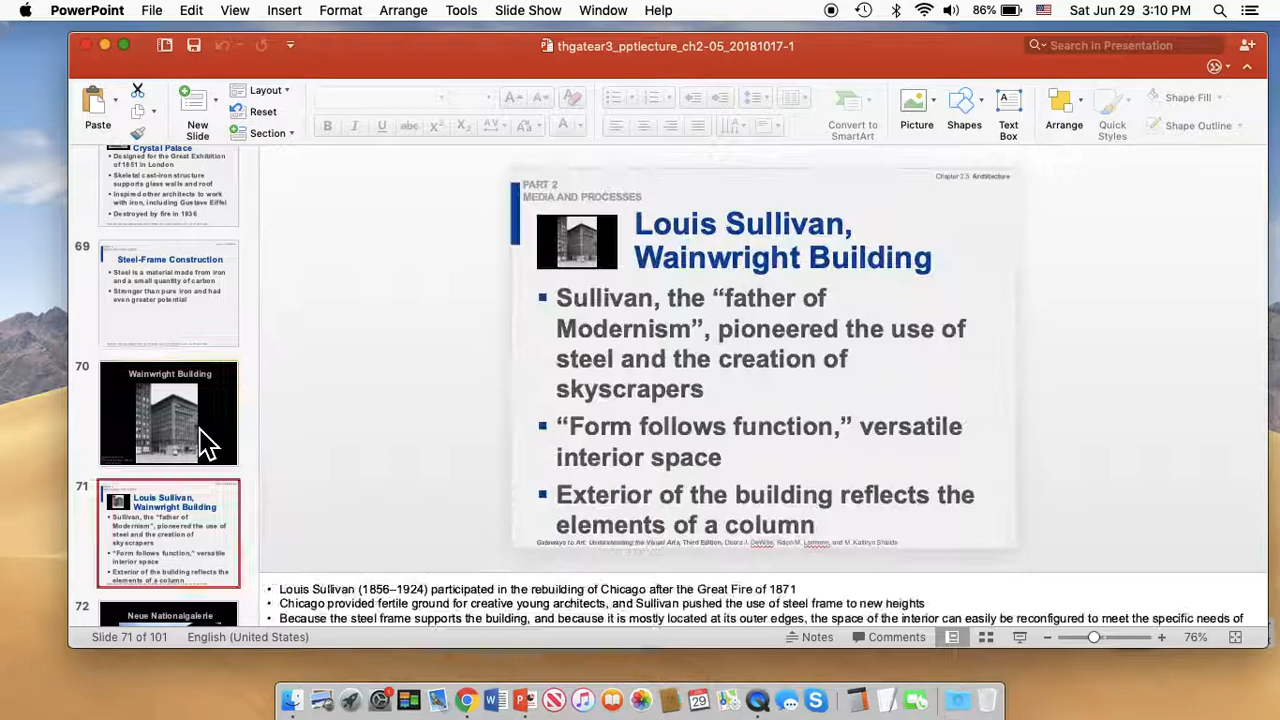 PowerPoint File Edit View Insert Format Arrange Tools Slide Show Window Help 86% Sat Jun 29 3:10 PM
thgatear3_pptlecture_ch2-05_20181017-1
Search in Presentation
Paste
New Slide
Layout
Reset
Section
Convert to SmartArt
Picture
Shapes
Text Box
Arrange
Quick Styles
Shape Fill
Shape Outline
Crystal Palace
Designed for the Great Exhibition
of 1851 in London
Skeletal cast-iron structure
supports glass walls and roof
Inspired other architects to work
with iron, including Gustave Eiffel
Destroyed by fire in 1936
69
Steel-Frame Construction
Steel is a material made from iron
and a small quantity of carbon
Stronger than pure iron and had
even greater potential
70
Wainwright Building
71
Louis Sullivan,
Wainwright Building
Sullivan, the “father of
Modernism”, pioneered the use of
steel and the creation of
skyscrapers
“Form follows function,” versatile
interior space
Exterior of the building reflects the
elements of a column
72
Neue Nationalgalerie
PART 2
MEDIA AND PROCESSES
Chapter 2.5 Architecture
Louis Sullivan,
Wainwright Building
Sullivan, the “father of
Modernism”, pioneered the use of
steel and the creation of
skyscrapers
“Form follows function,” versatile
interior space
Exterior of the building reflects the
elements of a column
Gateways to Art: Understanding the Visual Arts, Third Edition, Debra J. DeWitte, Ralph M. Larmann, and M. Kathryn Shields
• Louis Sullivan (1856–1924) participated in the rebuilding of Chicago after the Great Fire of 1871
• Chicago provided fertile ground for creative young architects, and Sullivan pushed the use of steel frame to new heights
• Because the steel frame supports the building, and because it is mostly located at its outer edges, the space of the interior can easily be reconfigured to meet the specific needs of
Slide 71 of 101 English (United States) Notes Comments 76%